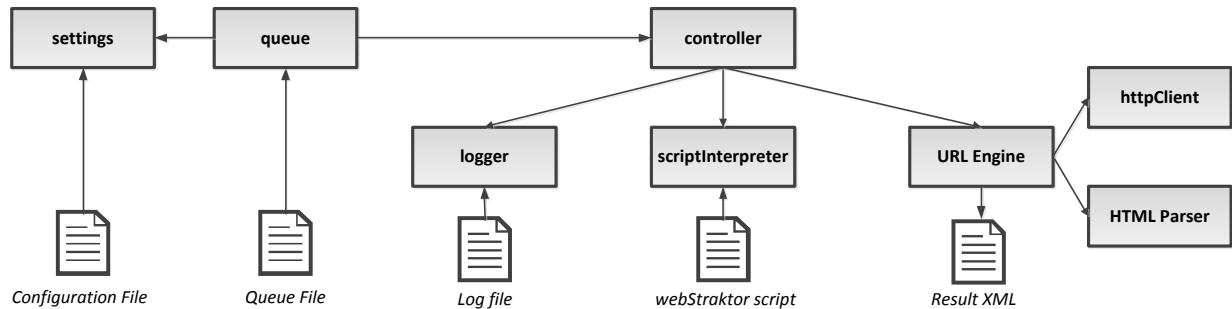 settings
queue
controller
httpClient
logger
scriptInterpreter
URL Engine
HTML Parser
Configuration File
Queue File
Log file
webStraktor script
Result XML